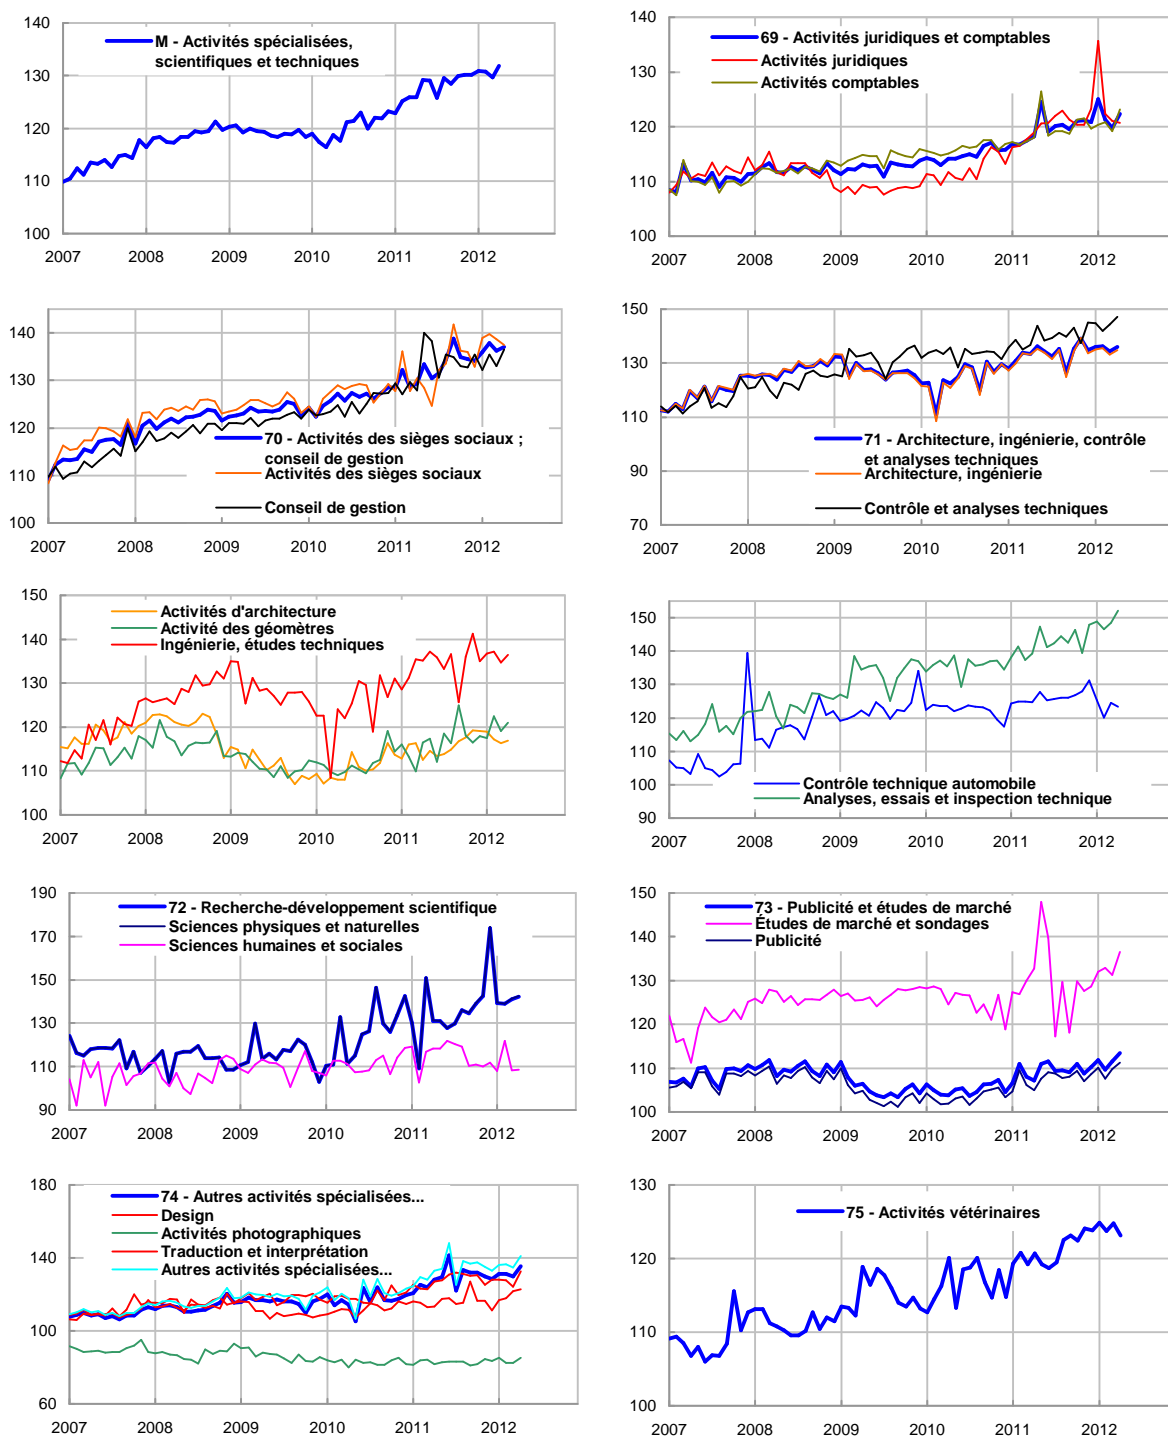 140
130
120
110
100
2007 2008 2009 2010 2011 2012
M - Activités spécialisées,
scientifiques et techniques
140
130
120
110
100
2007 2008 2009 2010 2011 2012
69 - Activités juridiques et comptables
Activités juridiques
Activités comptables
140
130
120
110
100
2007 2008 2009 2010 2011 2012
70 - Activités des sièges sociaux ;
conseil de gestion
Activités des sièges sociaux
Conseil de gestion
150
130
110
90
70
2007 2008 2009 2010 2011 2012
71 - Architecture, ingénierie, contrôle
et analyses techniques
Architecture, ingénierie
Contrôle et analyses techniques
150
140
130
120
110
100
2007 2008 2009 2010 2011 2012
Activités d'architecture
Activité des géomètres
Ingénierie, études techniques
150
140
130
120
110
100
90
2007 2008 2009 2010 2011 2012
Contrôle technique automobile
Analyses, essais et inspection technique
190
170
150
130
110
90
2007 2008 2009 2010 2011 2012
72 - Recherche-développement scientifique
Sciences physiques et naturelles
Sciences humaines et sociales
150
140
130
120
110
100
2007 2008 2009 2010 2011 2012
73 - Publicité et études de marché
Études de marché et sondages
Publicité
180
140
100
60
2007 2008 2009 2010 2011 2012
74 - Autres activités spécialisées...
Design
Activités photographiques
Traduction et interprétation
Autres activités spécialisées...
130
120
110
100
2007 2008 2009 2010 2011 2012
75 - Activités vétérinaires